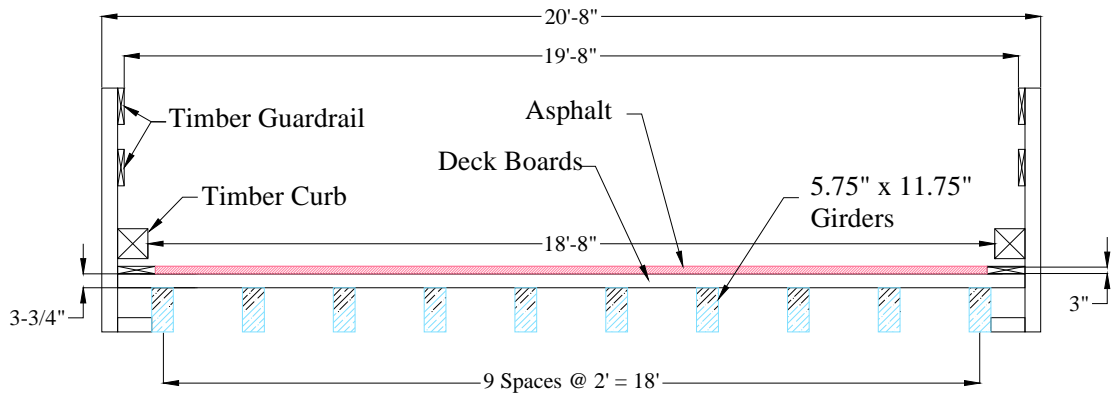 20'-8"
19'-8"
Timber Guardrail
Asphalt
Deck Boards
Timber Curb
5.75" x 11.75"
Girders
18'-8"
3-3/4"
3"
9 Spaces @ 2' = 18'